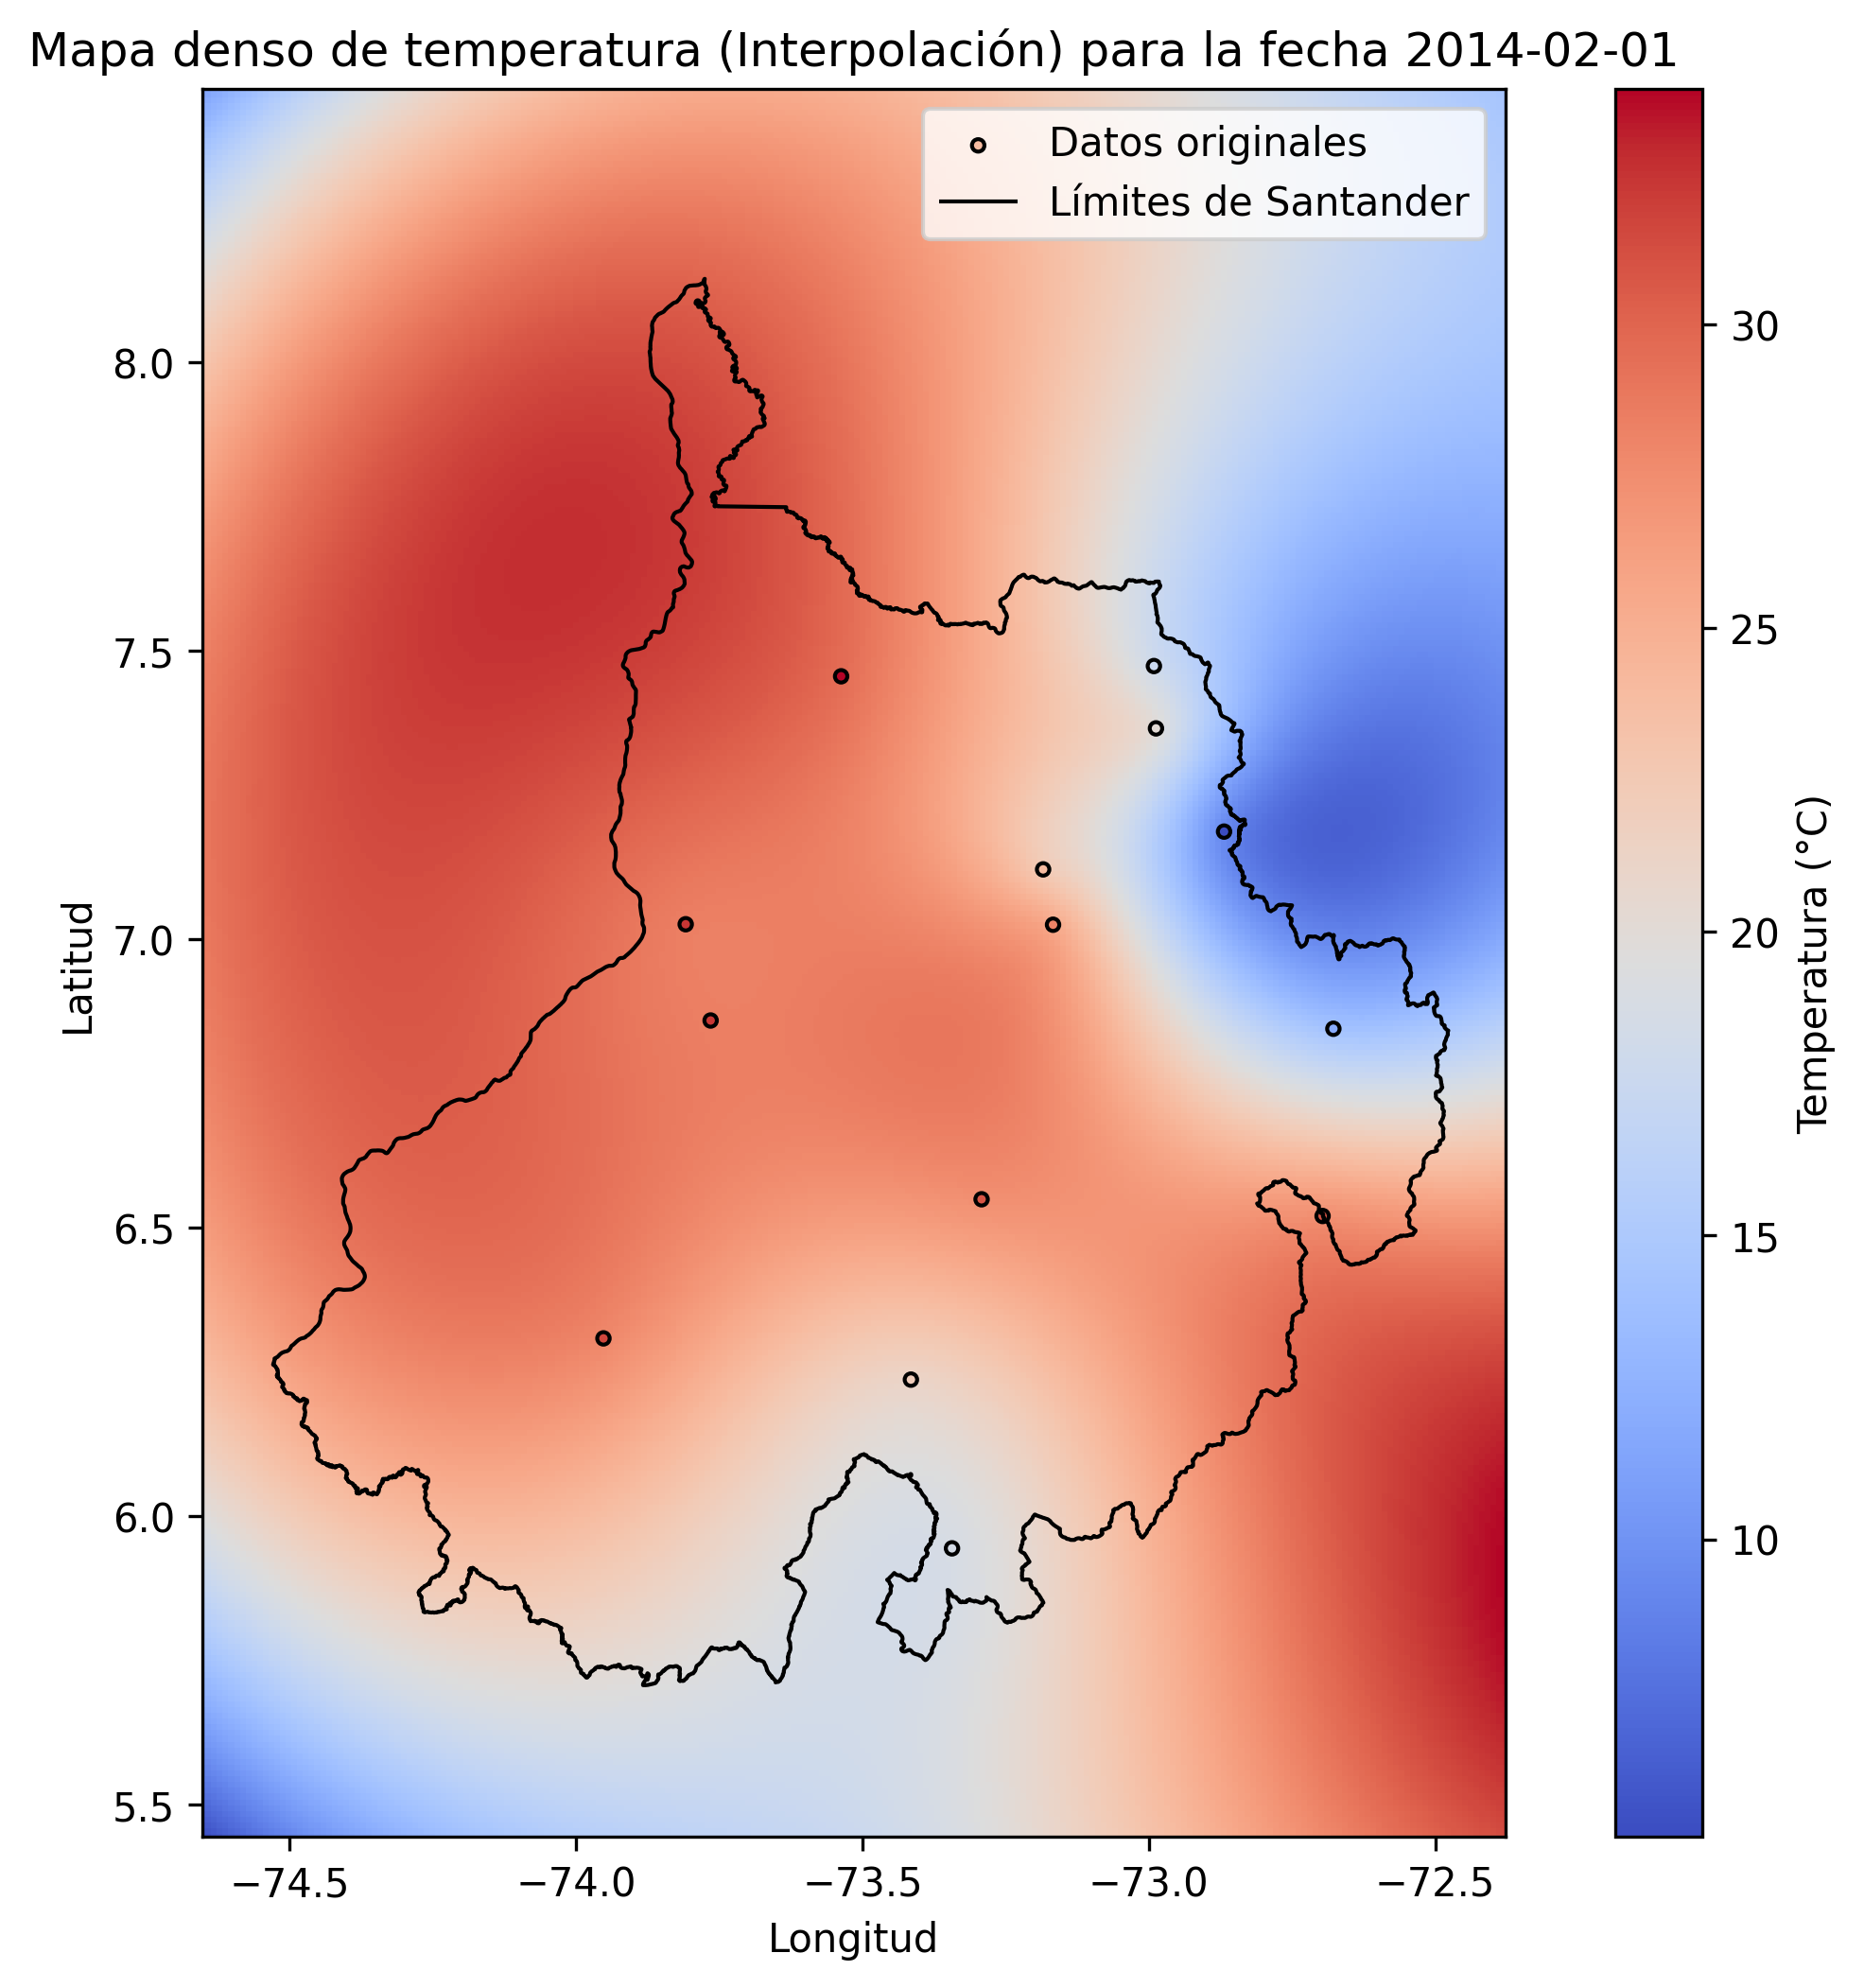 Mapa denso de temperatura (Interpolación) para la fecha 2014-02-01
Datos originales
Límites de Santander
8.0
7.5
7.0
6.5
6.0
5.5
Latitud
−74.5
−74.0
−73.5
−73.0
−72.5
Longitud
30
25
20
15
10
Temperatura (°C)